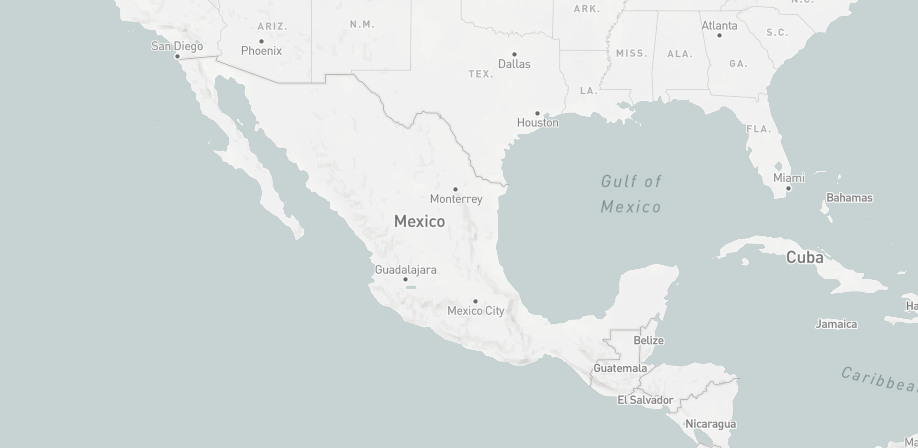 ARK.
N.C.
ARIZ.
N.M.
Atlanta
S.C.
San Diego
Phoenix
Dallas
MISS.
ALA.
GA.
TEX.
LA.
Houston
FLA.
Miami
Gulf of
Mexico
Monterrey
Bahamas
Mexico
Cuba
Guadalajara
Mexico City
Ha
Jamaica
Belize
Guatemala
Caribbea
El Salvador
Nicaragua
Ma